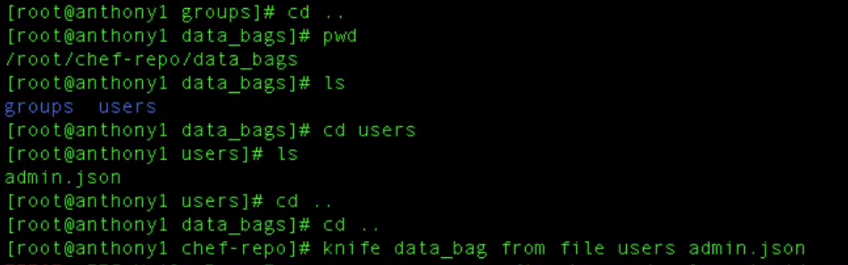 [root@anthony1 groups]# cd ..
[root@anthony1 data_bags]# pwd
/root/chef-repo/data_bags
[root@anthony1 data_bags]# ls
groups  users
[root@anthony1 data_bags]# cd users
[root@anthony1 users]# ls
admin.json
[root@anthony1 users]# cd ..
[root@anthony1 data_bags]# cd ..
[root@anthony1 chef-repo]# knife data_bag from file users admin.json